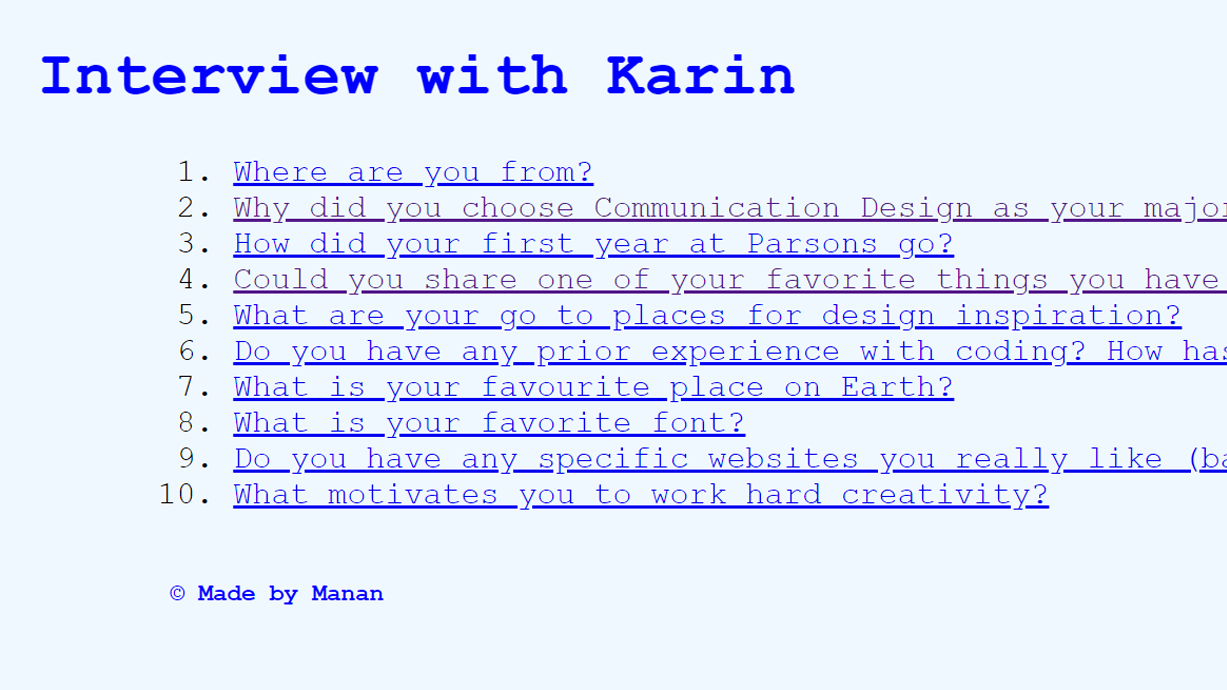 Interview with Karin
1. Where are you from?
2. Why did you choose Communication Design as your major
3. How did your first year at Parsons go?
4. Could you share one of your favorite things you have
5. What are your go to places for design inspiration?
6. Do you have any prior experience with coding? How has
7. What is your favourite place on Earth?
8. What is your favorite font?
9. Do you have any specific websites you really like (ba
10. What motivates you to work hard creativity?
© Made by Manan